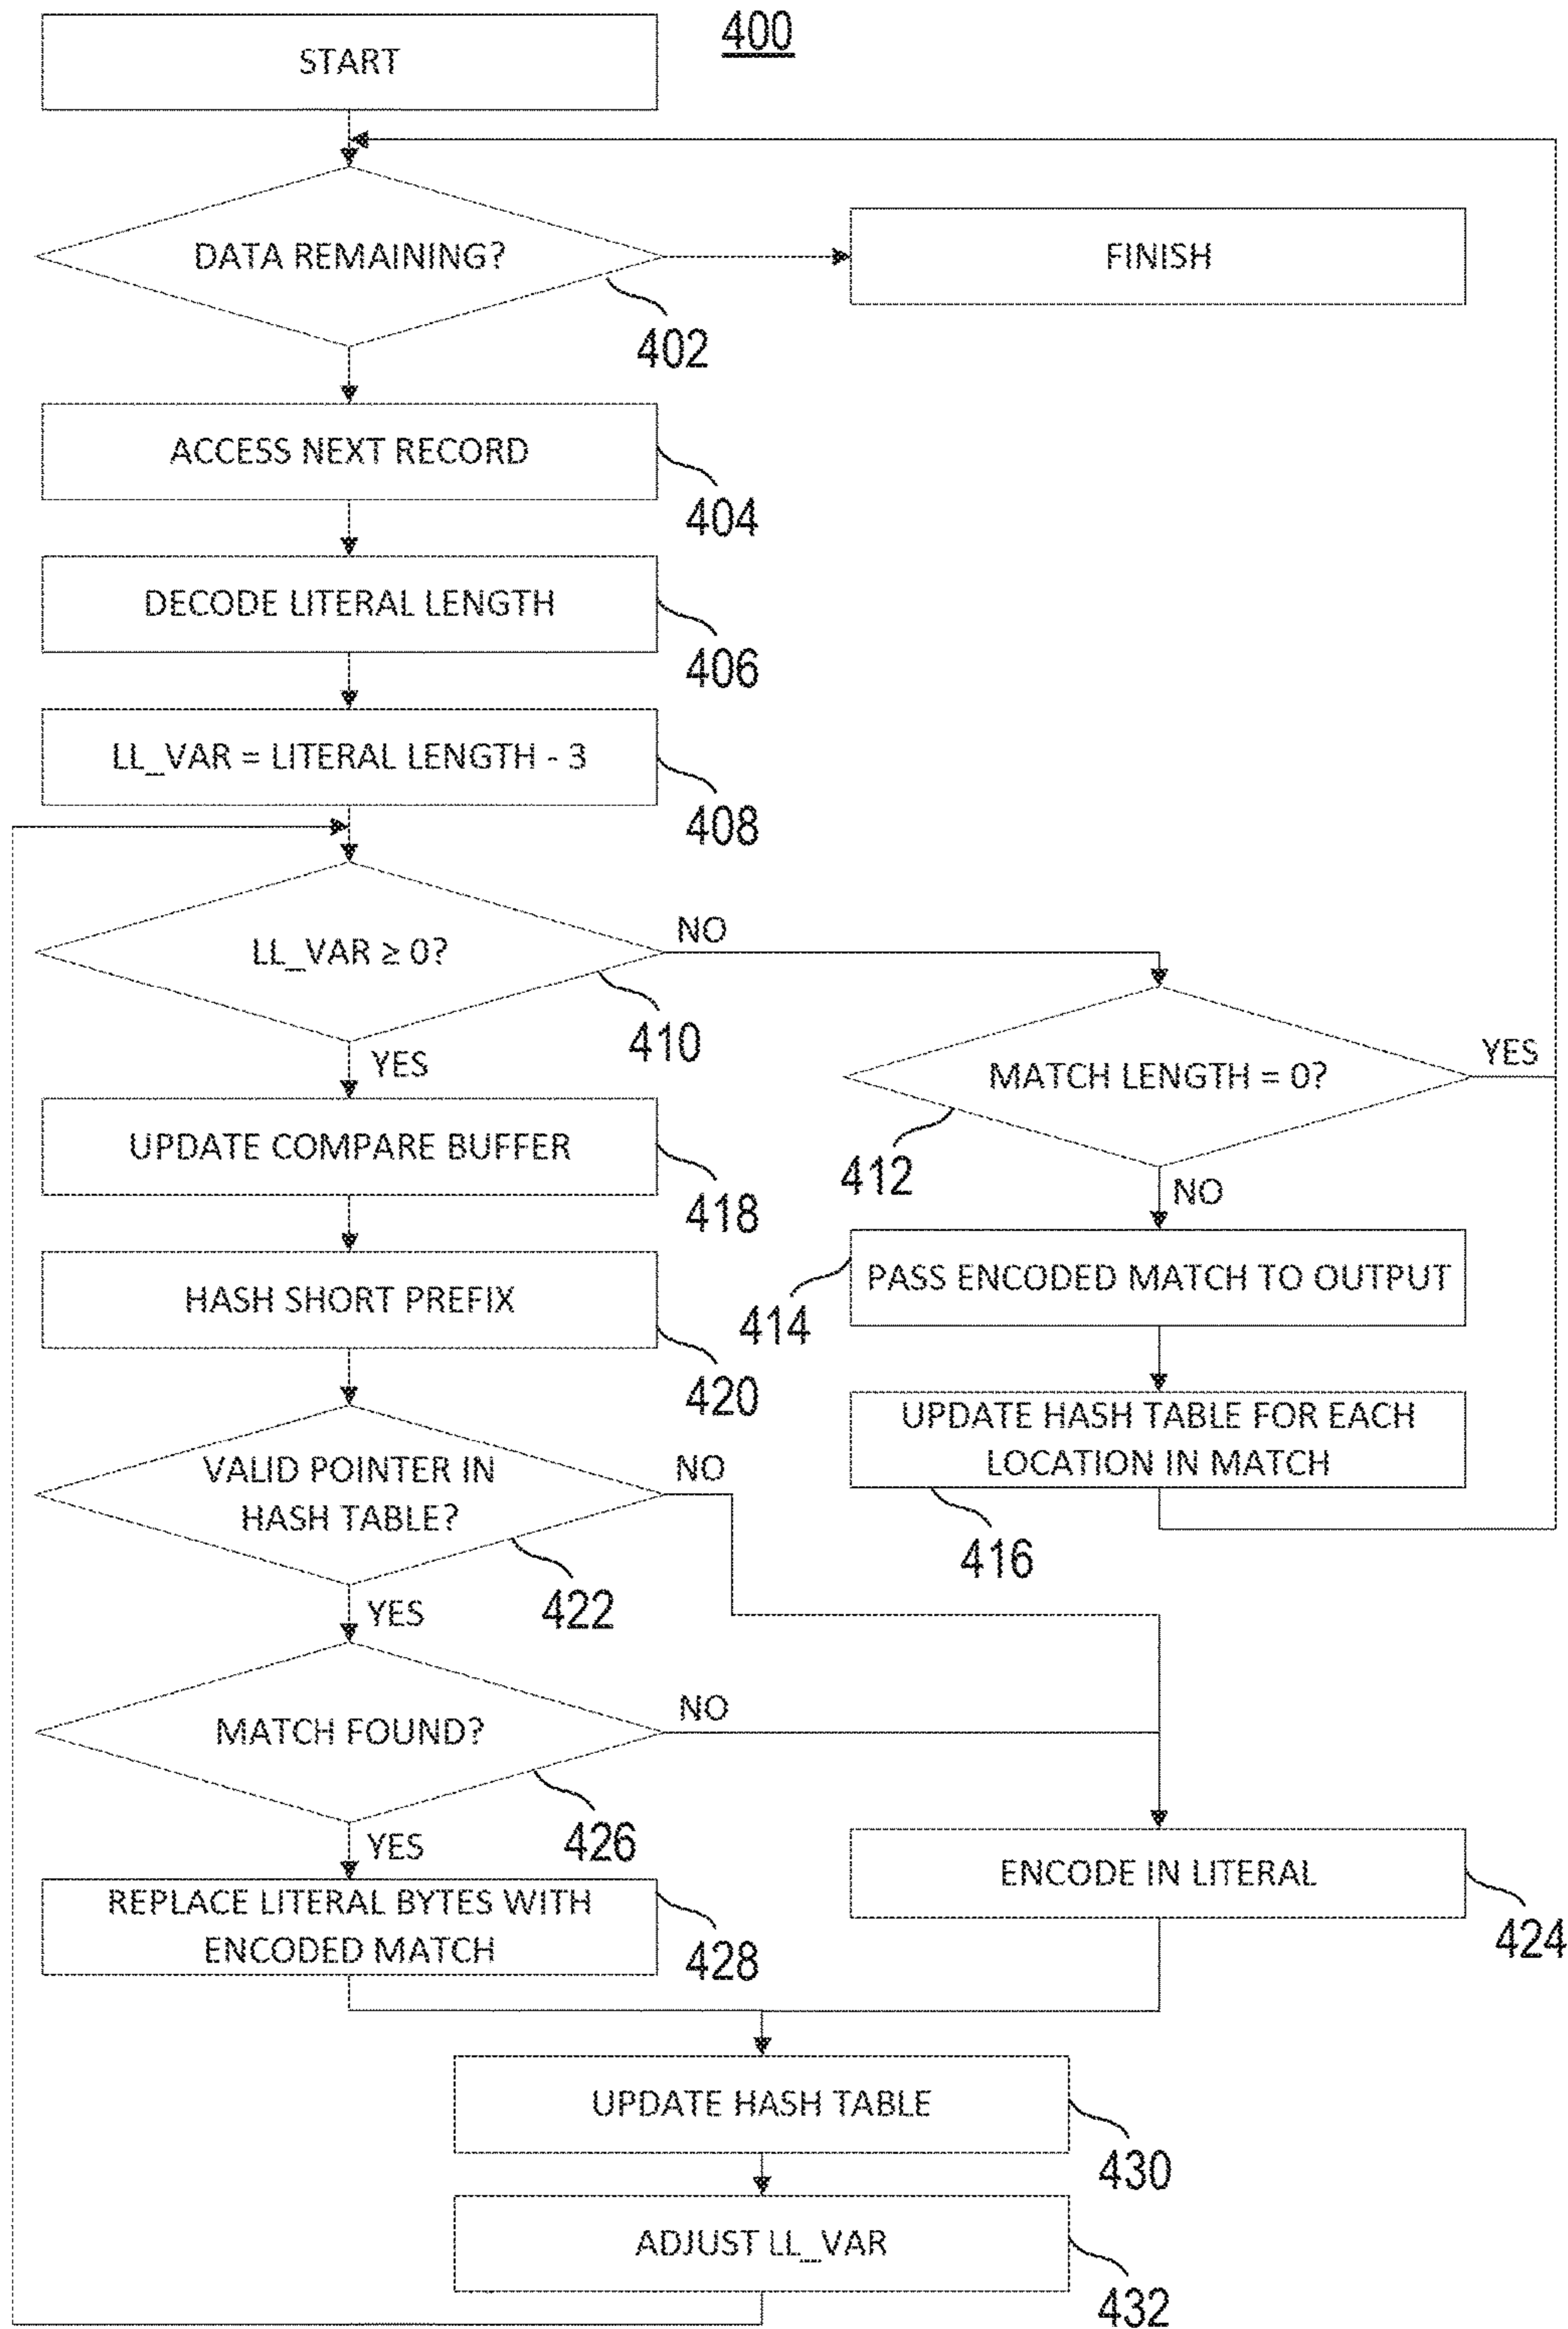 400
START
DATA REMAINING?
FINISH
402
ACCESS NEXT RECORD
404
DECODE LITERAL LENGTH
406
LL_VAR = LITERAL LENGTH - 3
408
LL_VAR ≥ 0?
NO
410
YES
MATCH LENGTH = 0?
YES
412
NO
UPDATE COMPARE BUFFER
418
PASS ENCODED MATCH TO OUTPUT
414
HASH SHORT PREFIX
420
UPDATE HASH TABLE FOR EACH
LOCATION IN MATCH
416
VALID POINTER IN
HASH TABLE?
NO
422
YES
MATCH FOUND?
NO
426
YES
REPLACE LITERAL BYTES WITH
ENCODED MATCH
428
ENCODE IN LITERAL
424
UPDATE HASH TABLE
430
ADJUST LL_VAR
432